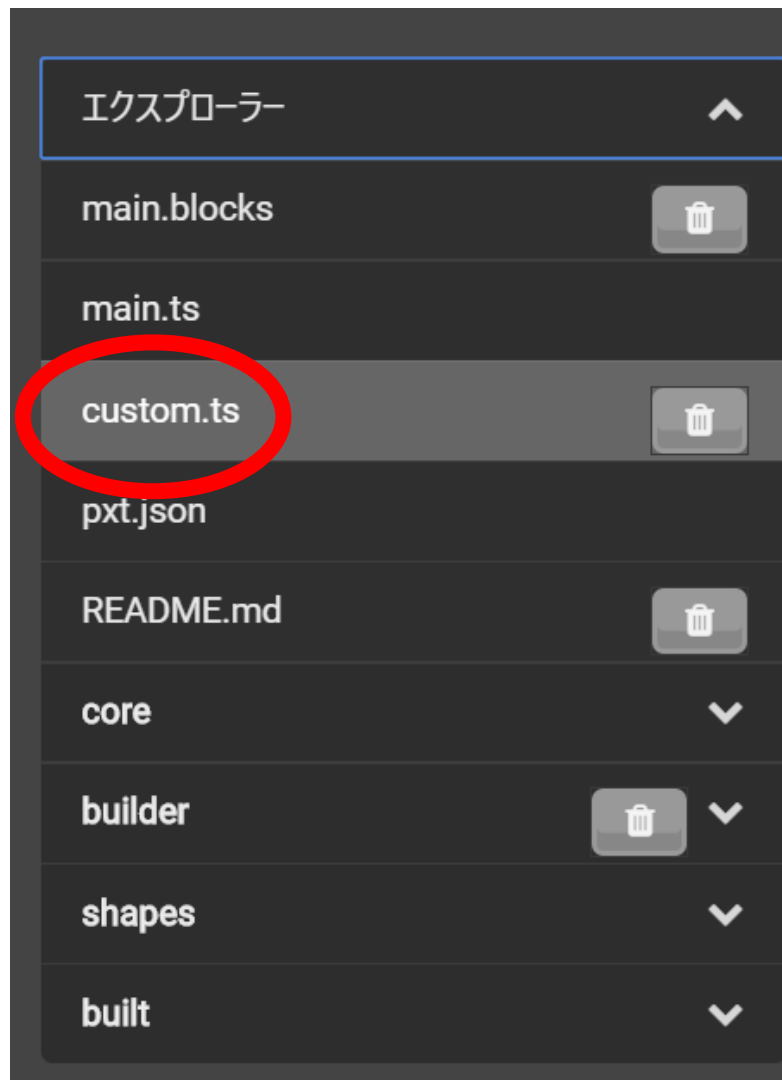 エクスプローラー
main.blocks
main.ts
custom.ts
pxt.json
README.md
core
builder
shapes
built